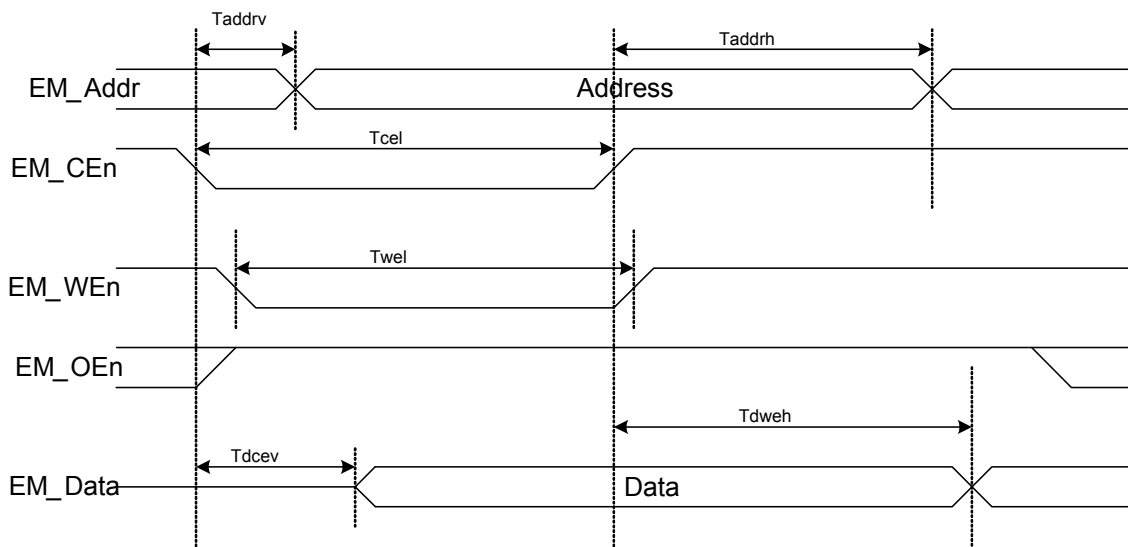 Taddrv
Taddrh
EM_Addr
Address
Tcel
EM_CEn
Twel
EM_WEn
EM_OEn
Tdweh
Tdcev
EM_Data
Data